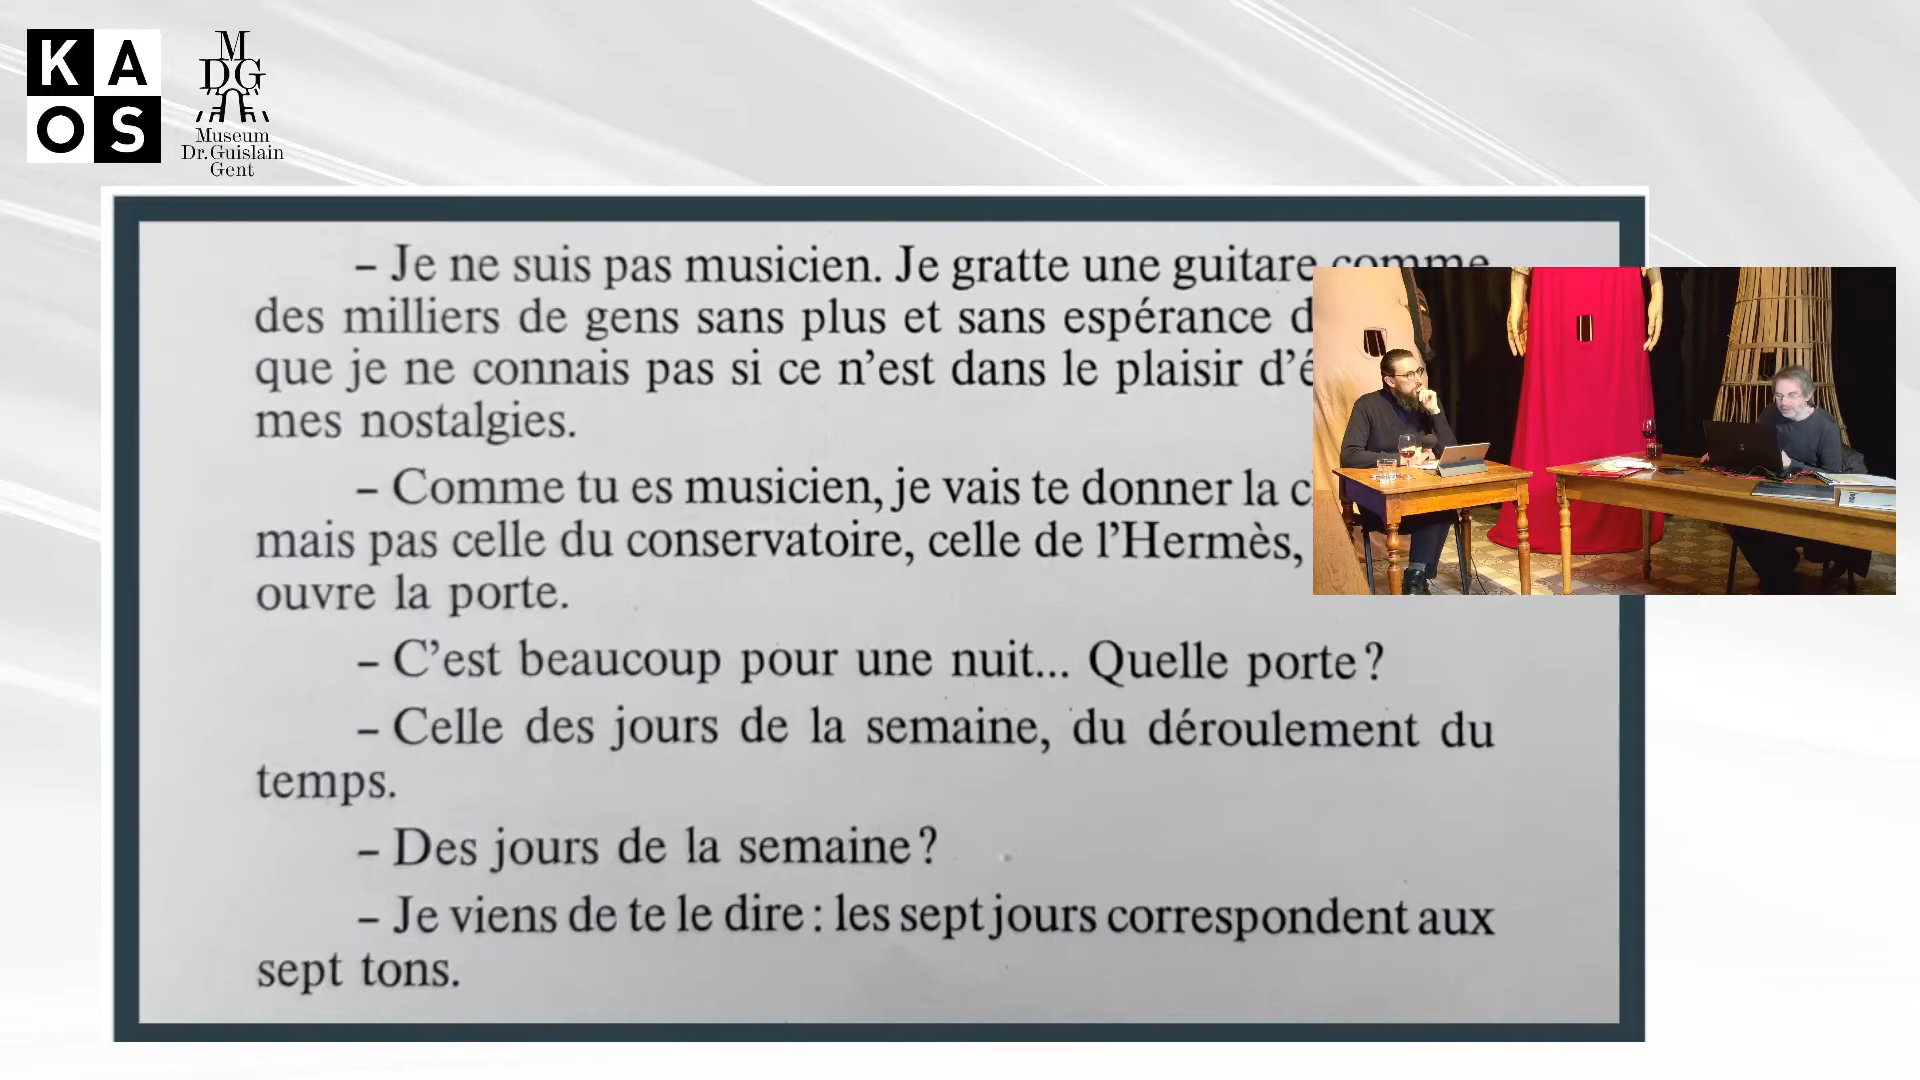 KA
OS
M
DG
Museum
Dr.Guislain
Gent
– Je ne suis pas musicien. Je gratte une guitare comme
des milliers de gens sans plus et sans espérance
que je ne connais pas si ce n’est dans le plaisir
mes nostalgies.
– Comme tu es musicien, je vais te donner la
mais pas celle du conservatoire, celle de l’Hermès,
ouvre la porte.
– C’est beaucoup pour une nuit... Quelle porte ?
– Celle des jours de la semaine, du déroulement du
temps.
– Des jours de la semaine ?
– Je viens de te le dire : les sept jours correspondent aux
sept tons.